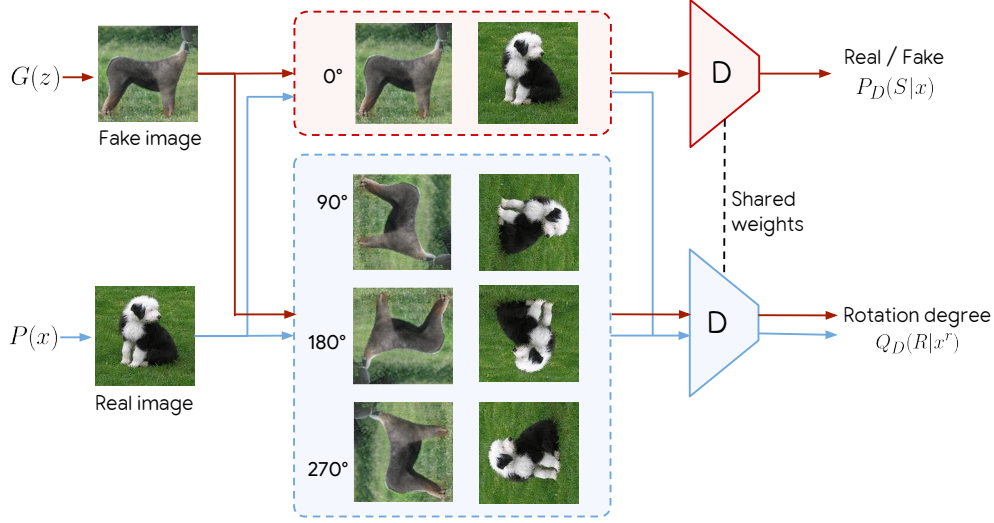 G(z)
Fake image
0°
D
Real / Fake
P_D(S|x)
90°
Shared
weights
P(x)
Real image
180°
D
Rotation degree
Q_D(R|x^r)
270°